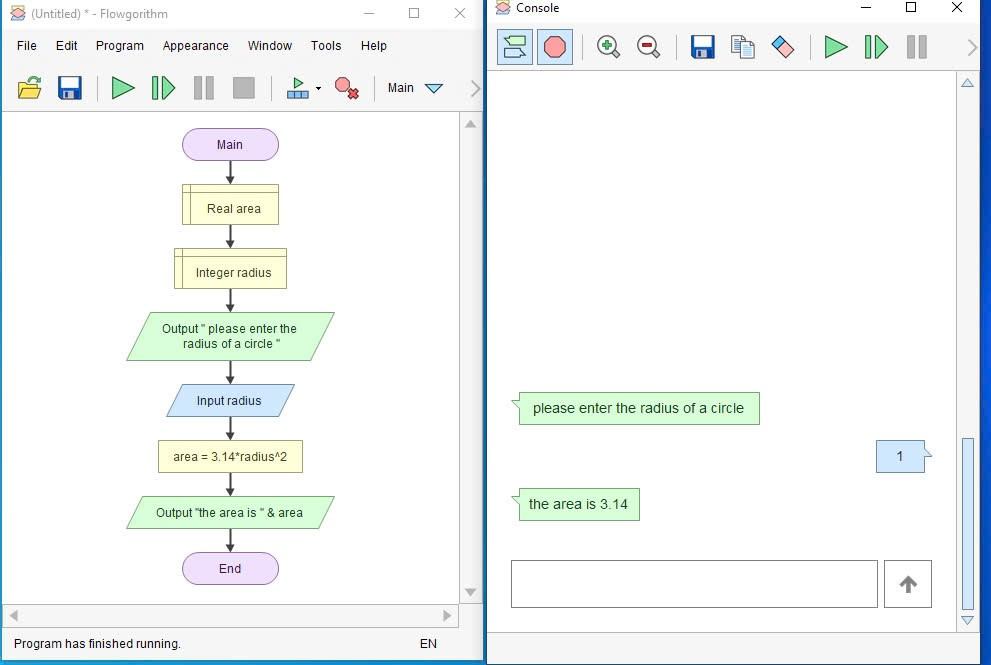 (Untitled) * - Flowgorithm
File Edit Program Appearance Window Tools Help
Main
Main
Real area
Integer radius
Output " please enter the
radius of a circle "
Input radius
area = 3.14*radius^2
Output "the area is " & area
End
Program has finished running.
EN
Console
please enter the radius of a circle
1
the area is 3.14